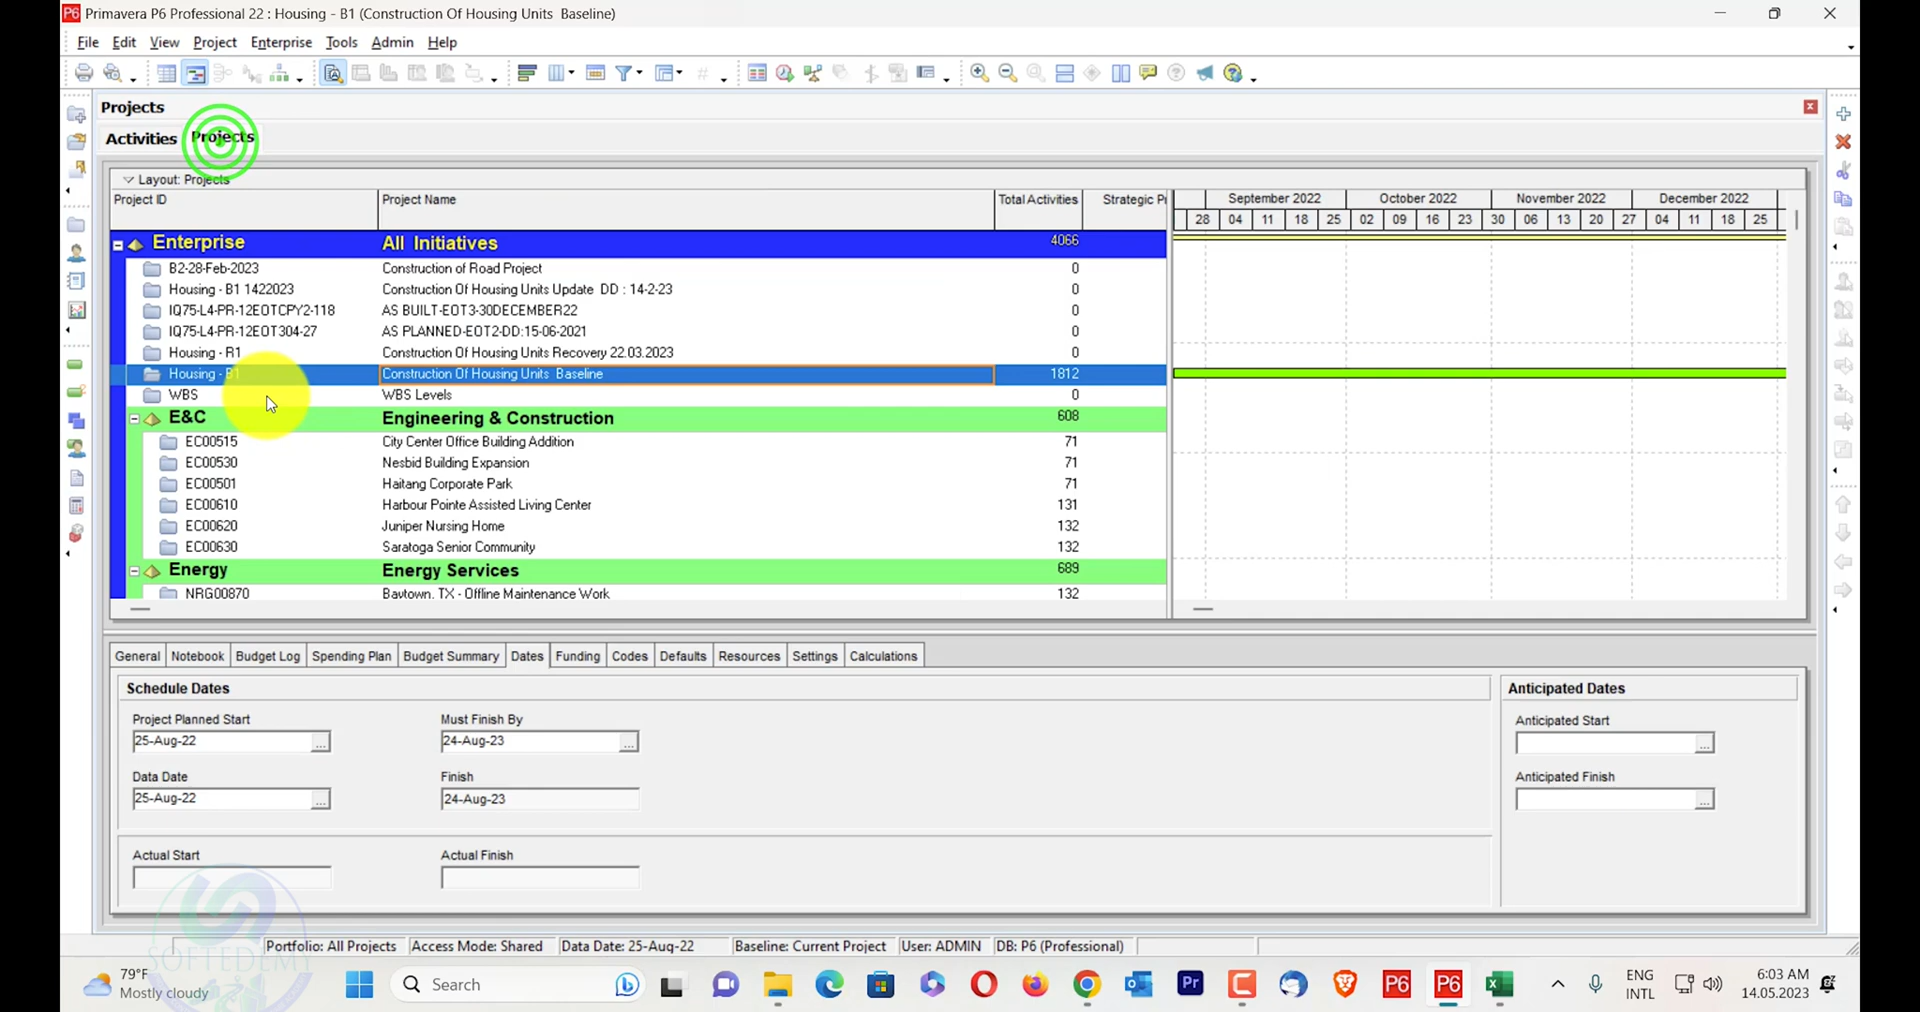 Primavera P6 Professional 22 : Housing - B1 (Construction Of Housing Units  Baseline)
File Edit View Project Enterprise Tools Admin Help
Projects
Activities Projects
Layout: Projects
Project ID Project Name Total Activities Strategic Pr
September 2022 October 2022 November 2022 December 2022
28 04 11 18 25 02 09 16 23 30 06 13 20 27 04 11 18 25
Enterprise All Initiatives 4066
B2-28-Feb-2023 Construction of Road Project 0
Housing - B1 1422023 Construction Of Housing Units Update  DD : 14-2-23 0
IQ75-L4-PR-12EOTCPY2-118 AS BUILT-EOT3-30DECEMBER22 0
IQ75-L4-PR-12EOT304-27 AS PLANNED-EOT2-DD:15-06-2021 0
Housing - R1 Construction Of Housing Units Recovery 22.03.2023 0
Housing - B1 Construction Of Housing Units  Baseline 1812
WBS WBS Levels 0
E&C Engineering & Construction 608
EC00515 City Center Office Building Addition 71
EC00530 Nesbid Building Expansion 71
EC00501 Haitang Corporate Park 71
EC00610 Harbour Pointe Assisted Living Center 131
EC00620 Juniper Nursing Home 132
EC00630 Saratoga Senior Community 132
Energy Energy Services 689
NRG00870 Baytown, TX - Offline Maintenance Work 132
General Notebook Budget Log Spending Plan Budget Summary Dates Funding Codes Defaults Resources Settings Calculations
Schedule Dates Anticipated Dates
Project Planned Start Must Finish By Anticipated Start
25-Aug-22 24-Aug-23
Data Date Finish Anticipated Finish
25-Aug-22 24-Aug-23
Actual Start Actual Finish
Portfolio: All Projects Access Mode: Shared Data Date: 25-Aug-22 Baseline: Current Project User: ADMIN DB: P6 (Professional)
SOFTEDEMY
79°F
Mostly cloudy
Search
ENG
INTL
6:03 AM
14.05.2023